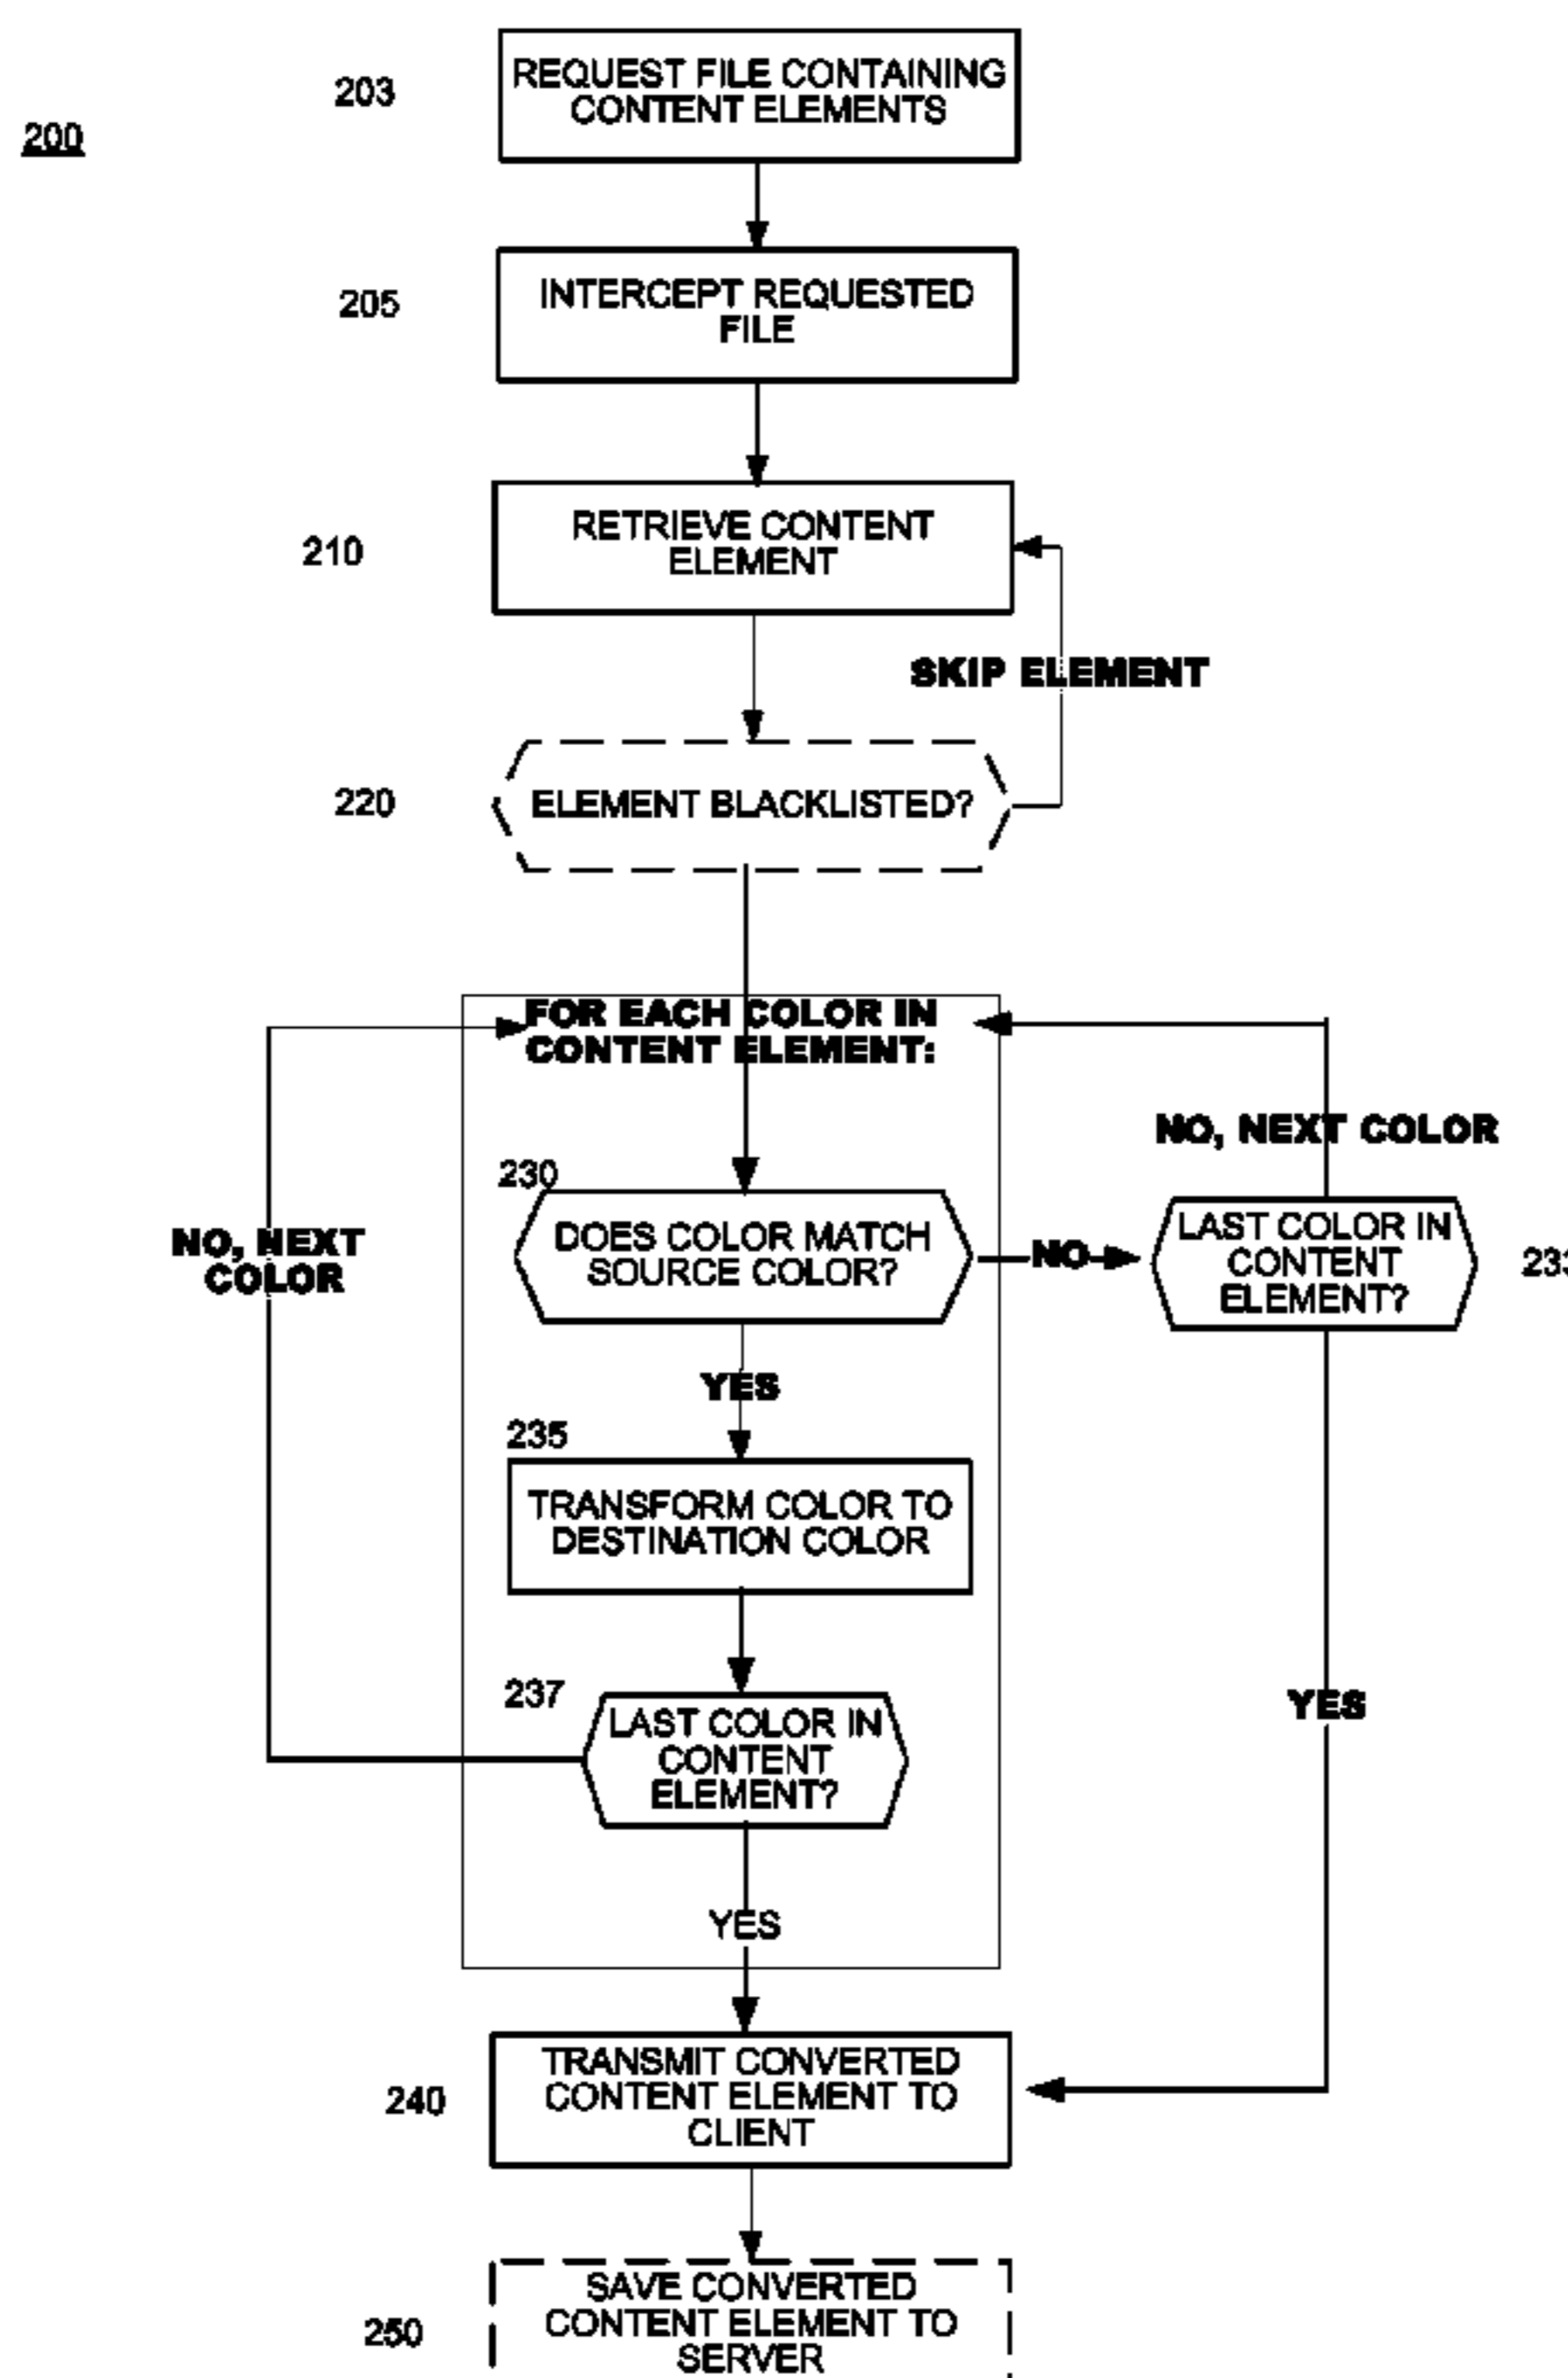 203
REQUEST FILE CONTAINING
CONTENT ELEMENTS
200
205
INTERCEPT REQUESTED
FILE
210
RETRIEVE CONTENT
ELEMENT
SKIP ELEMENT
220
ELEMENT BLACKLISTED?
FOR EACH COLOR IN
CONTENT ELEMENT:
NO, NEXT COLOR
230
NO, NEXT
COLOR
DOES COLOR MATCH
SOURCE COLOR?
NO
LAST COLOR IN
CONTENT
ELEMENT?
YES
235
TRANSFORM COLOR TO
DESTINATION COLOR
237
LAST COLOR IN
CONTENT
ELEMENT?
YES
YES
240
TRANSMIT CONVERTED
CONTENT ELEMENT TO
CLIENT
250
SAVE CONVERTED
CONTENT ELEMENT TO
SERVER